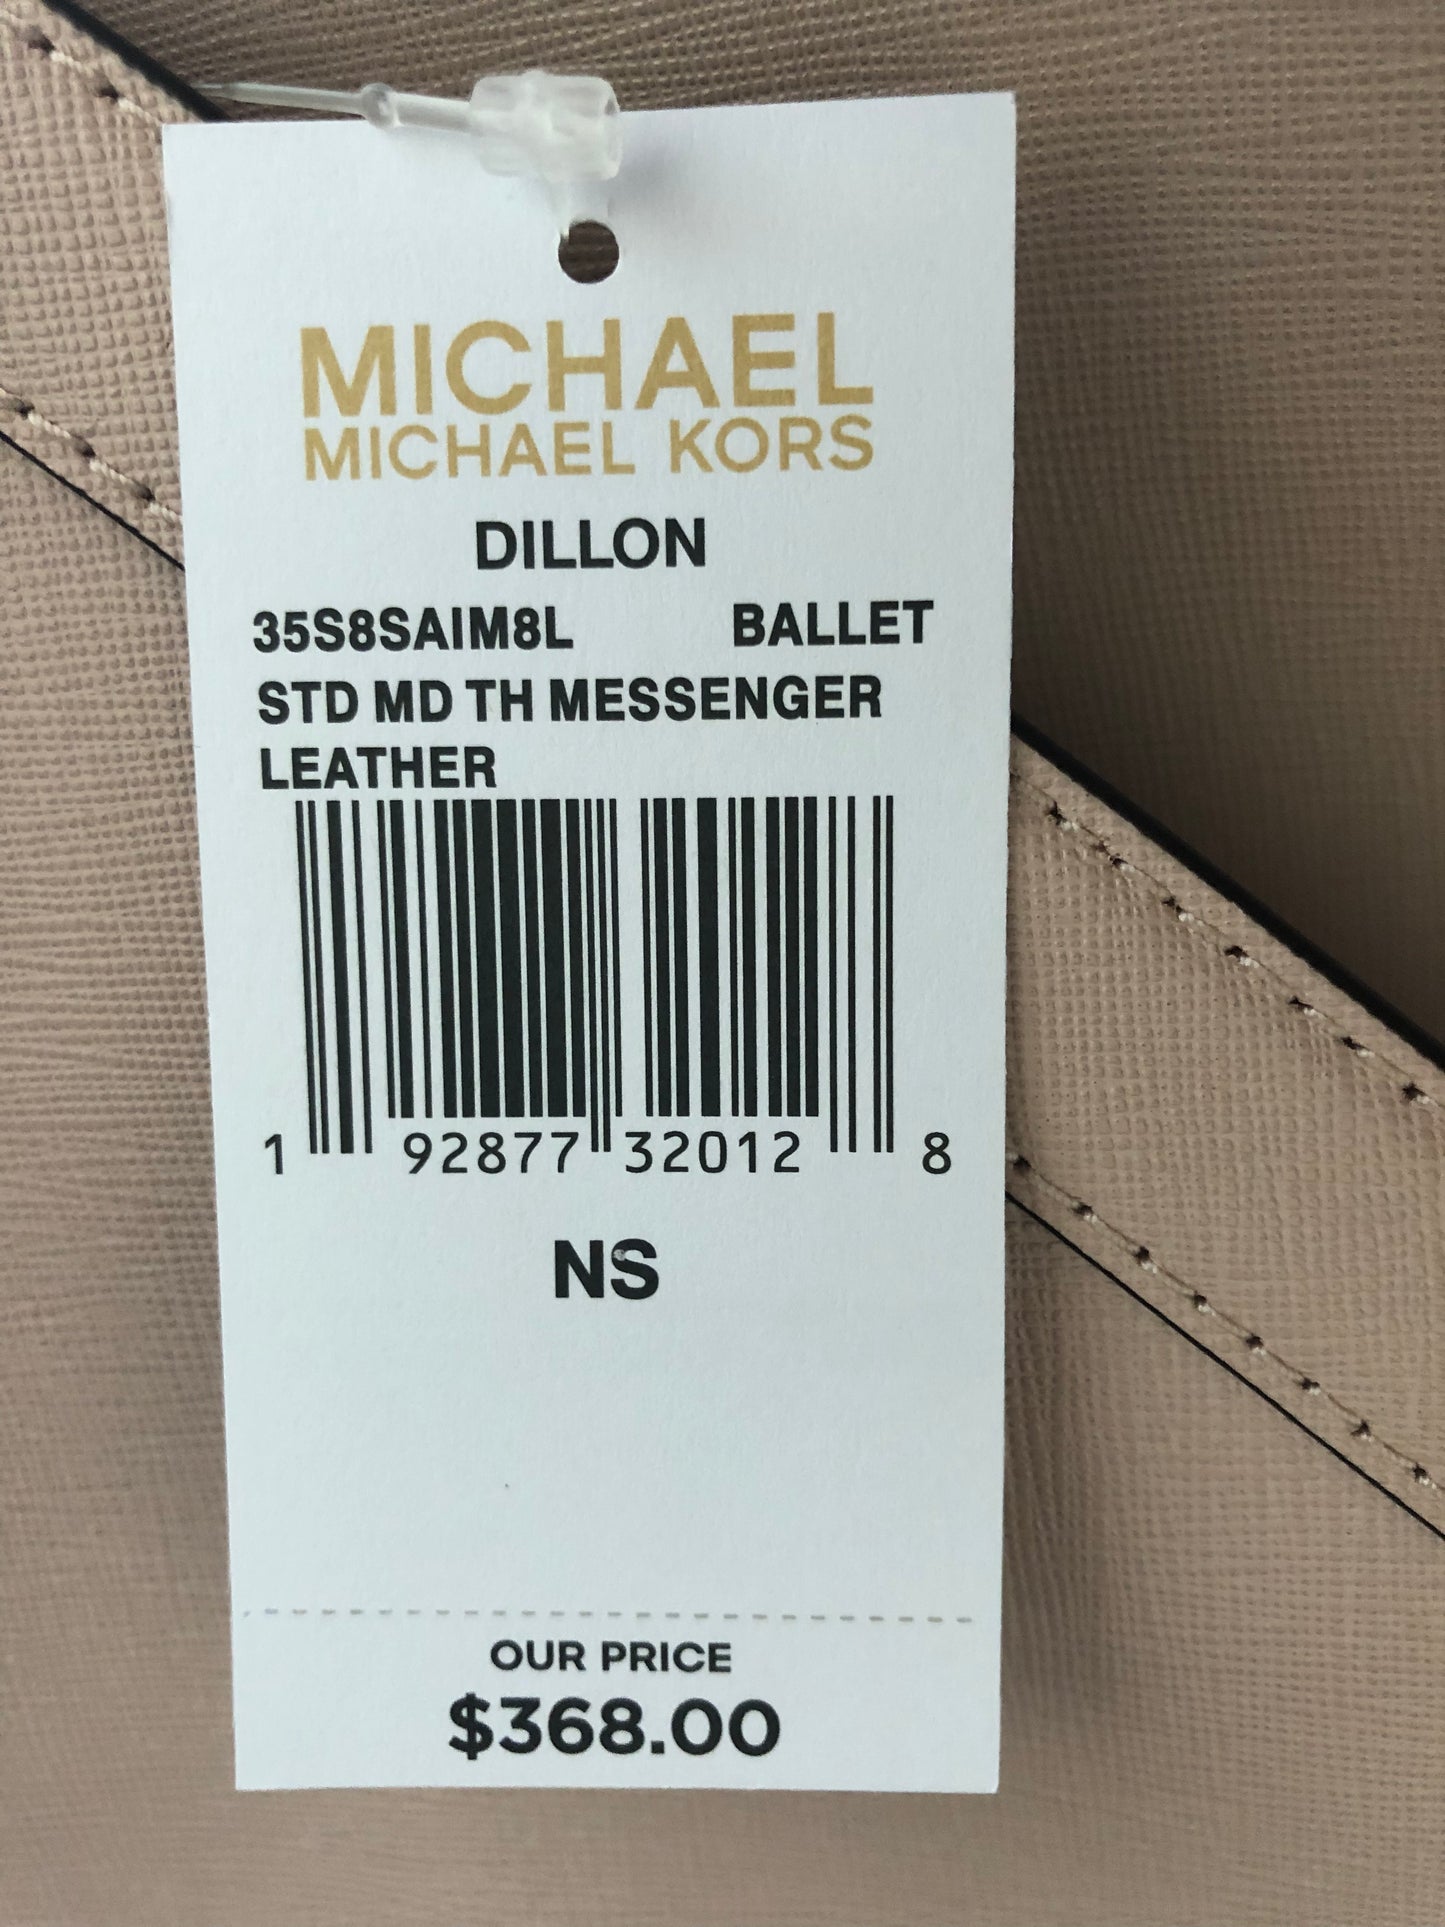 MICHAEL
MICHAEL KORS
DILLON
35S8SAIM8L BALLET
STD MD TH MESSENGER
LEATHER
1 92877 32012 8
NS
OUR PRICE
$368.00